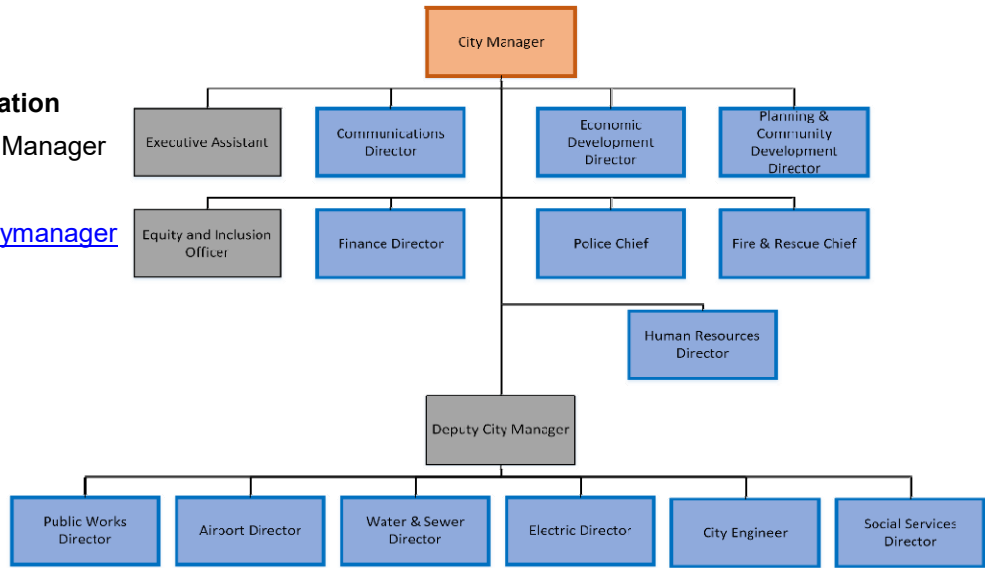 City Manager
ation
Manager
ymanager
Executive Assistant
Communications
Director
Economic
Development
Director
Planning &
Community
Development
Director
Equity and Inclusion
Officer
Finance Director
Police Chief
Fire & Rescue Chief
Human Resources
Director
Deputy City Manager
Public Works
Director
Airport Director
Water & Sewer
Director
Electric Director
City Engineer
Social Services
Director